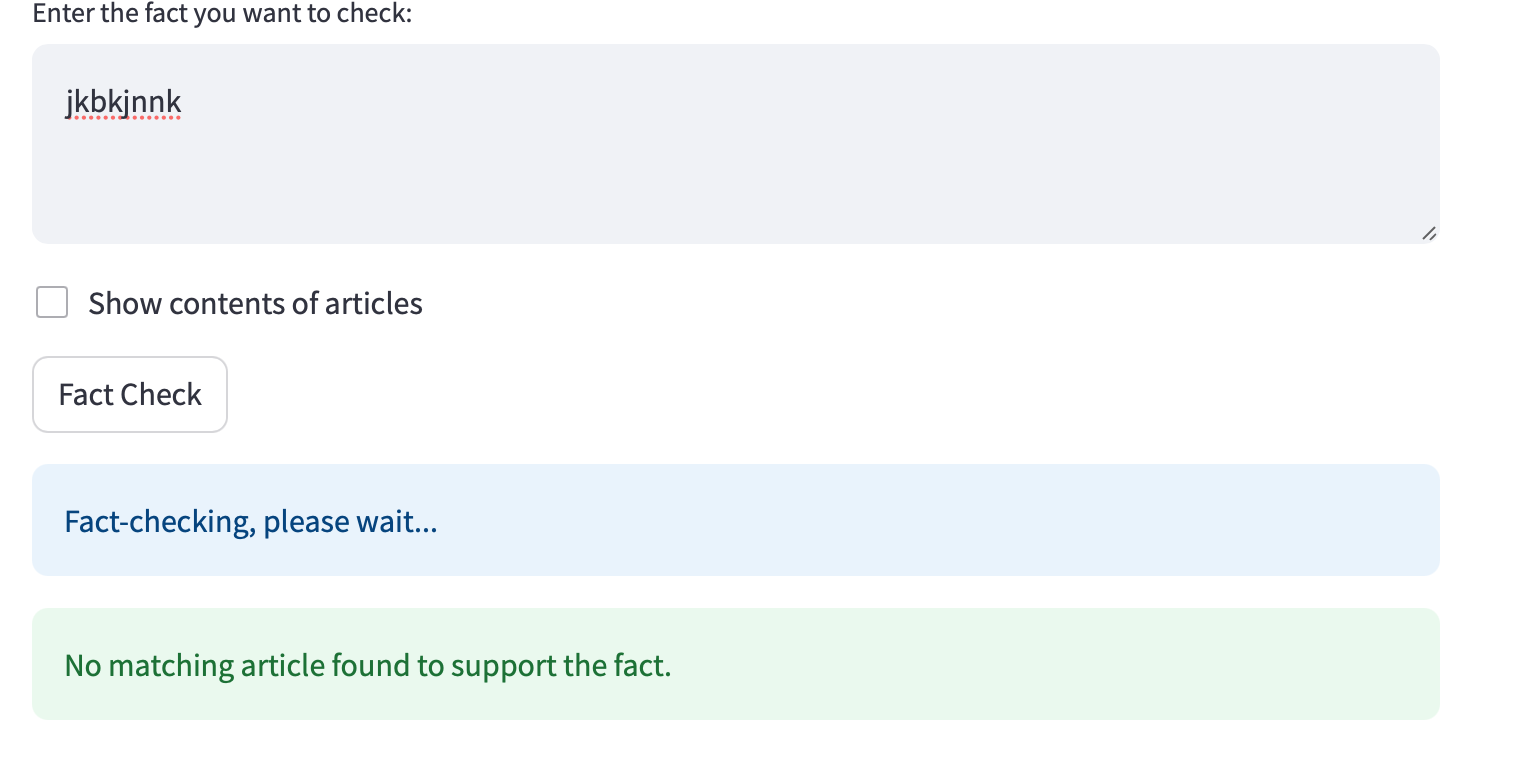 Enter the fact you want to check:
jkbkjnnk
Show contents of articles
Fact Check
Fact-checking, please wait...
No matching article found to support the fact.